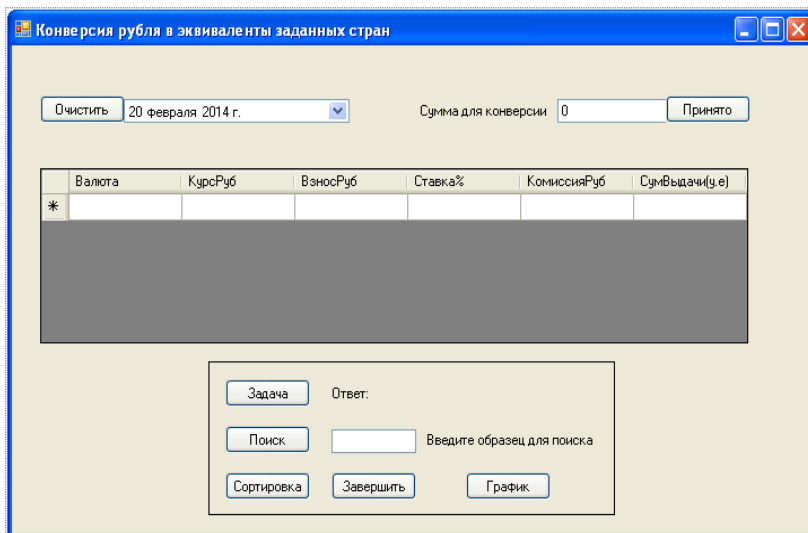 Конверсия рубля в эквиваленты заданных стран
Очистить 20 февраля 2014 г. Сумма для конверсии 0 Принято
Валюта КурсРуб ВзносРуб Ставка% КомиссияРуб СумВыдачи(у.е)
Задача Ответ:
Поиск Введите образец для поиска
Сортировка Завершить График